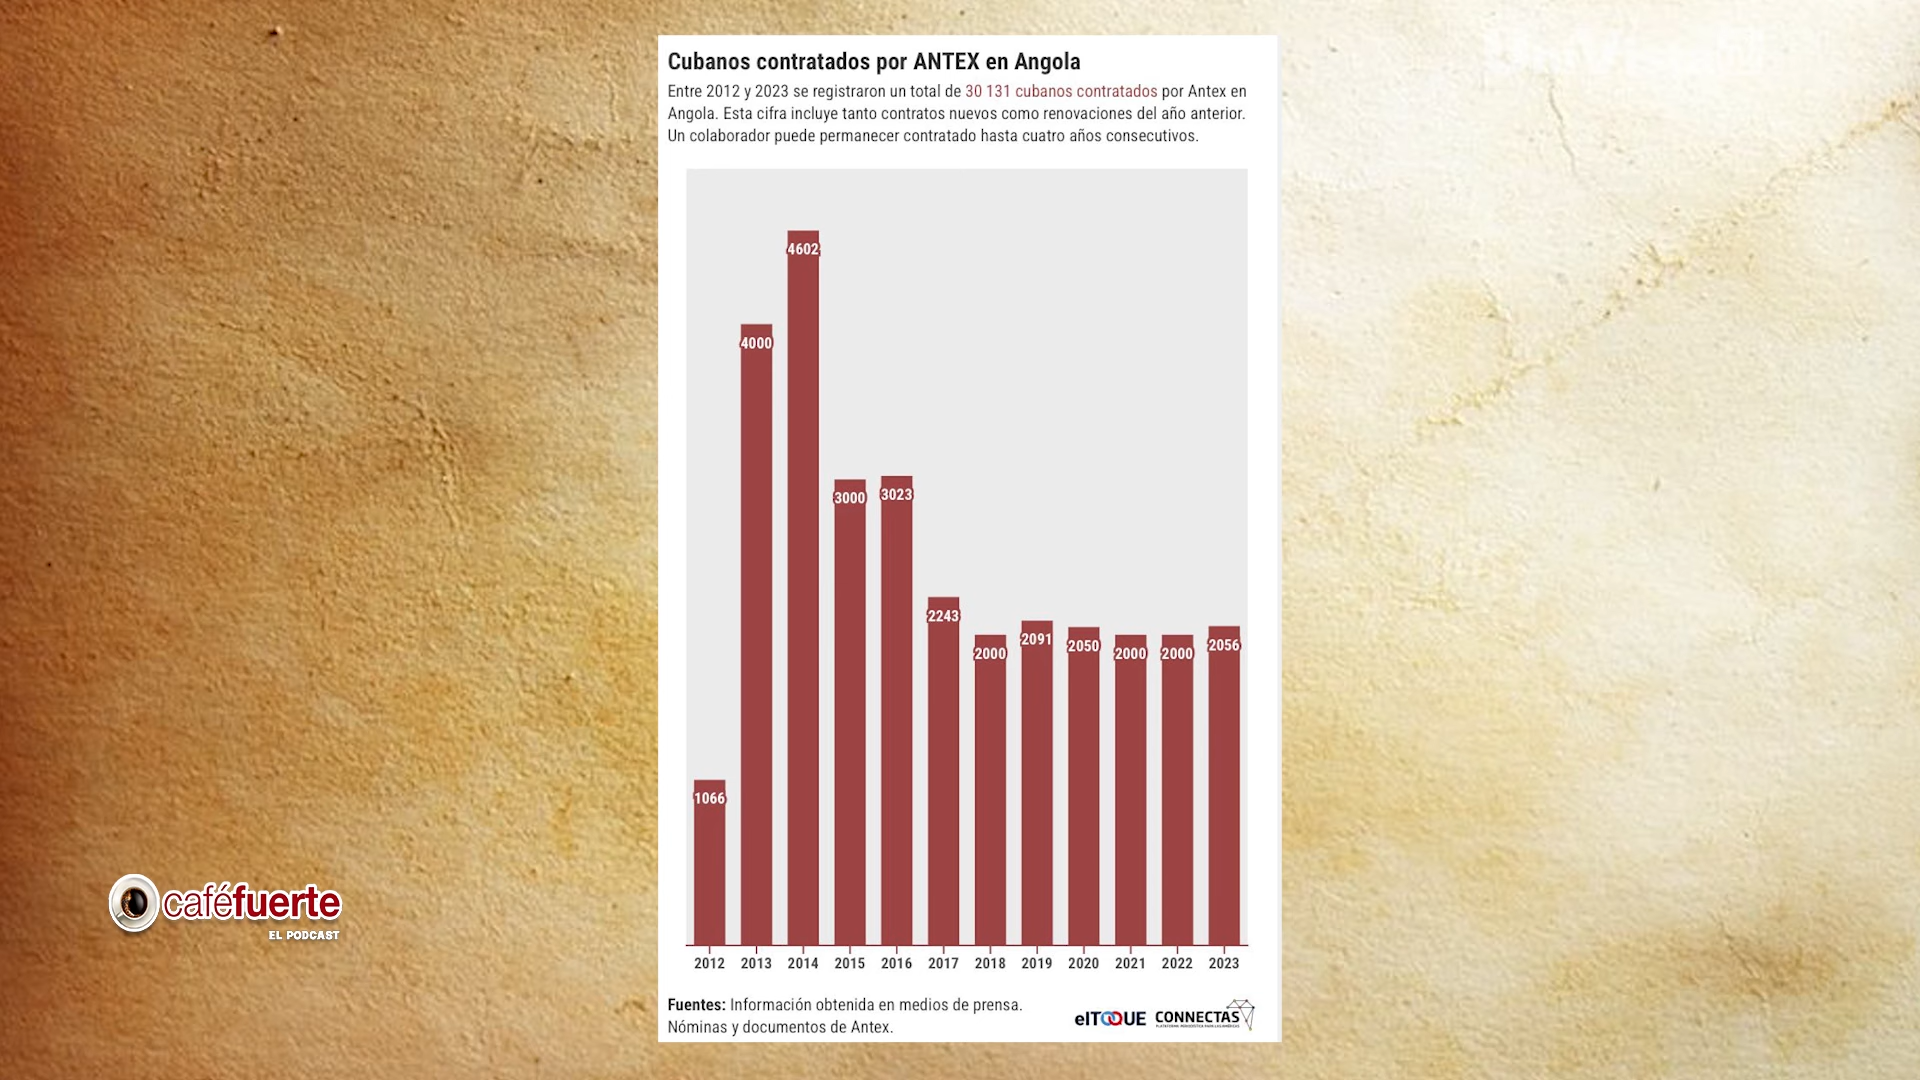 Cubanos contratados por ANTEX en Angola
Entre 2012 y 2023 se registraron un total de 30 131 cubanos contratados por Antex en
Angola. Esta cifra incluye tanto contratos nuevos como renovaciones del año anterior.
Un colaborador puede permanecer contratado hasta cuatro años consecutivos.
4602
4000
3000
3023
2243
2000
2091
2050
2000
2000
2056
1066
2012 2013 2014 2015 2016 2017 2018 2019 2020 2021 2022 2023
Fuentes: Información obtenida en medios de prensa.
Nóminas y documentos de Antex.
elTOQUE CONNECTAS
caféfuerte
EL PODCAST